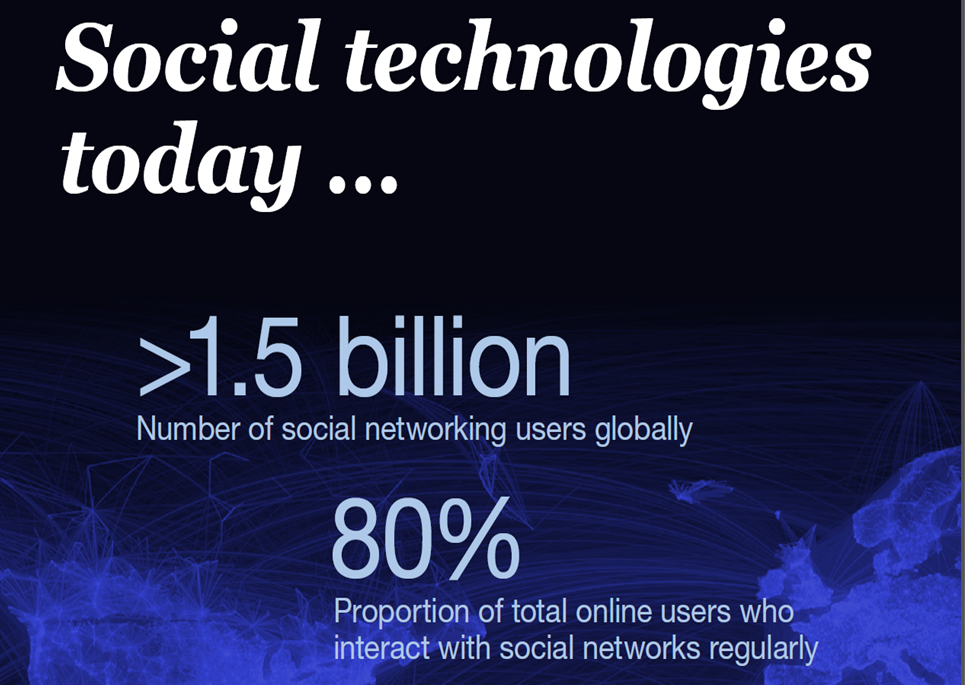 Social technologies
today ...
>1.5 billion
Number of social networking users globally
80%
Proportion of total online users who
interact with social networks regularly